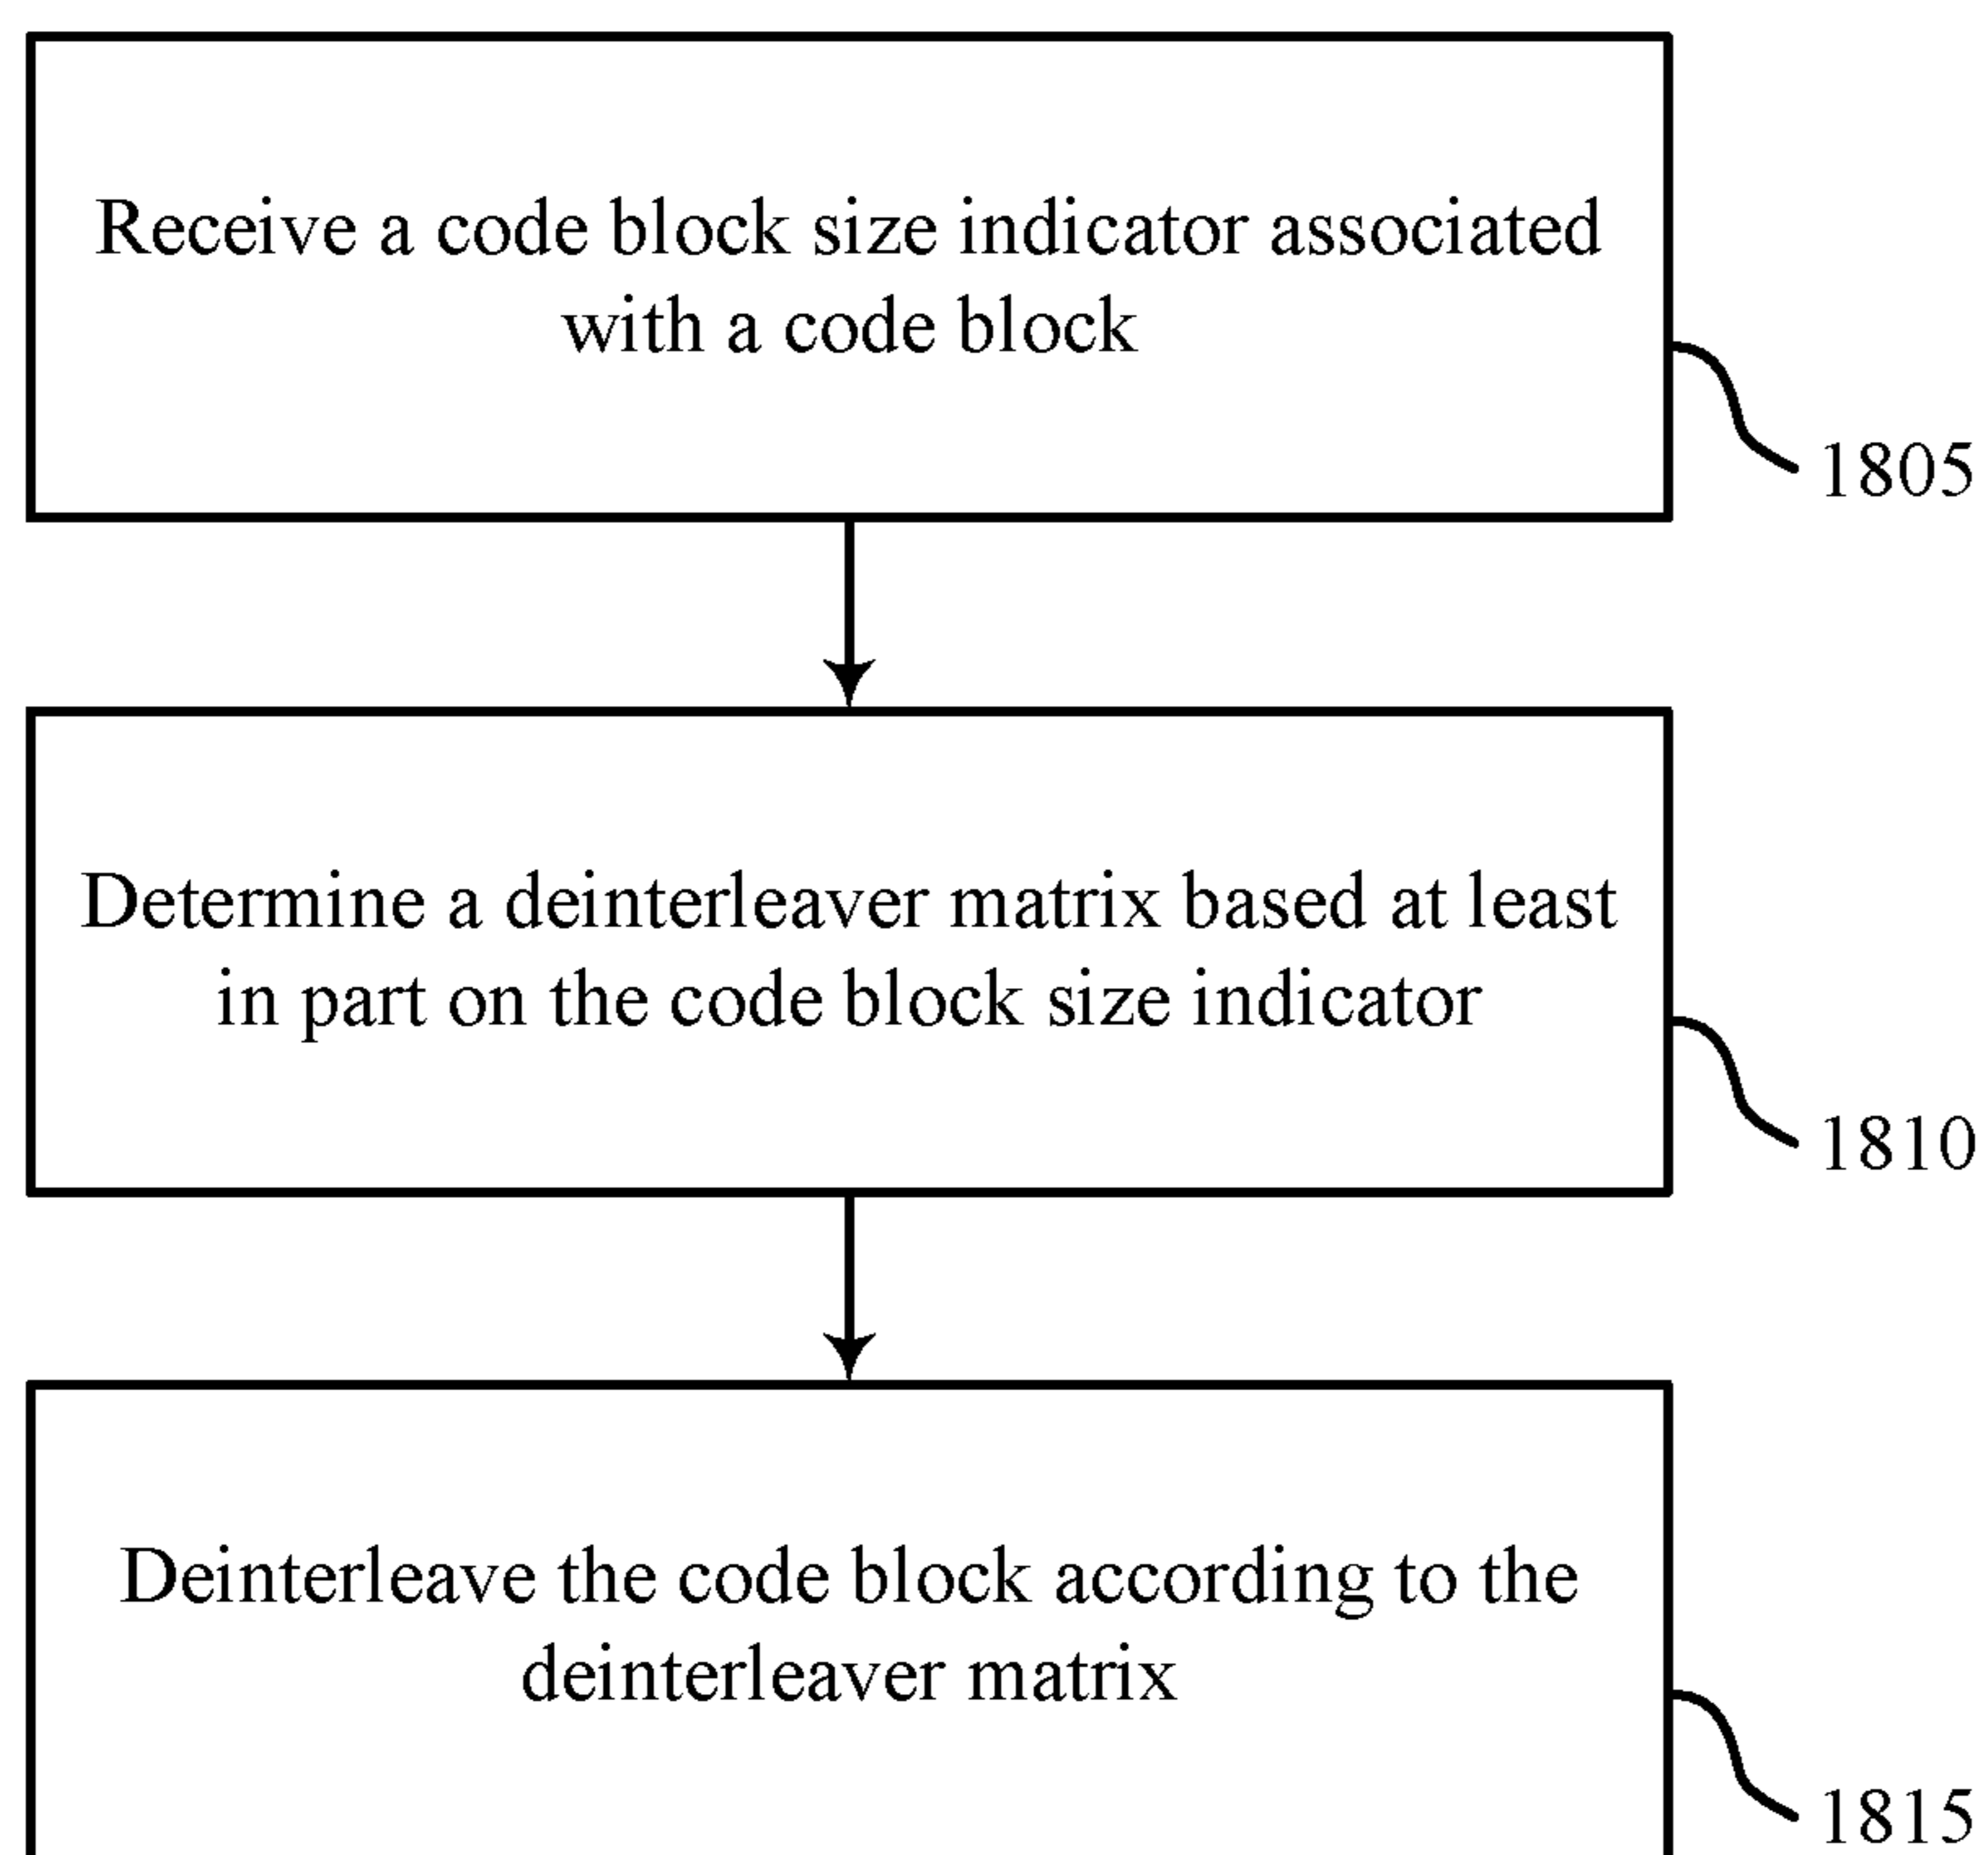 Receive a code block size indicator associated
with a code block
1805
Determine a deinterleaver matrix based at least
in part on the code block size indicator
1810
Deinterleave the code block according to the
deinterleaver matrix
1815